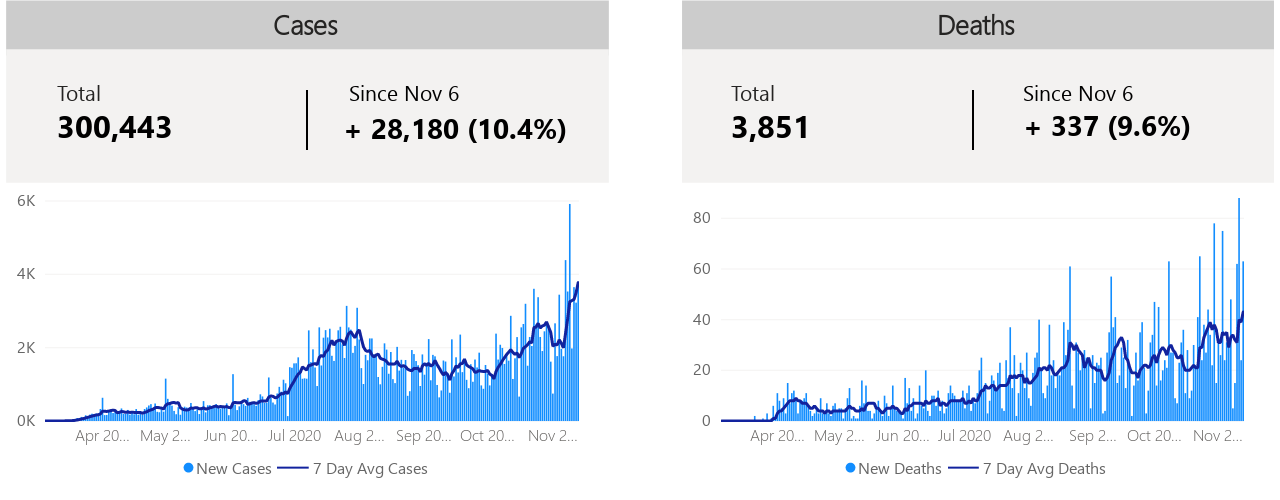 Cases
Total
300,443
Since Nov 6
+ 28,180 (10.4%)
6K
4K
2K
0K
Apr 20... May 2... Jun 20... Jul 2020 Aug 2... Sep 20... Oct 20... Nov 2...
New Cases 7 Day Avg Cases
Deaths
Total
3,851
Since Nov 6
+ 337 (9.6%)
80
60
40
20
0
Apr 20... May 2... Jun 20... Jul 2020 Aug 2... Sep 2... Oct 20... Nov 2...
New Deaths 7 Day Avg Deaths